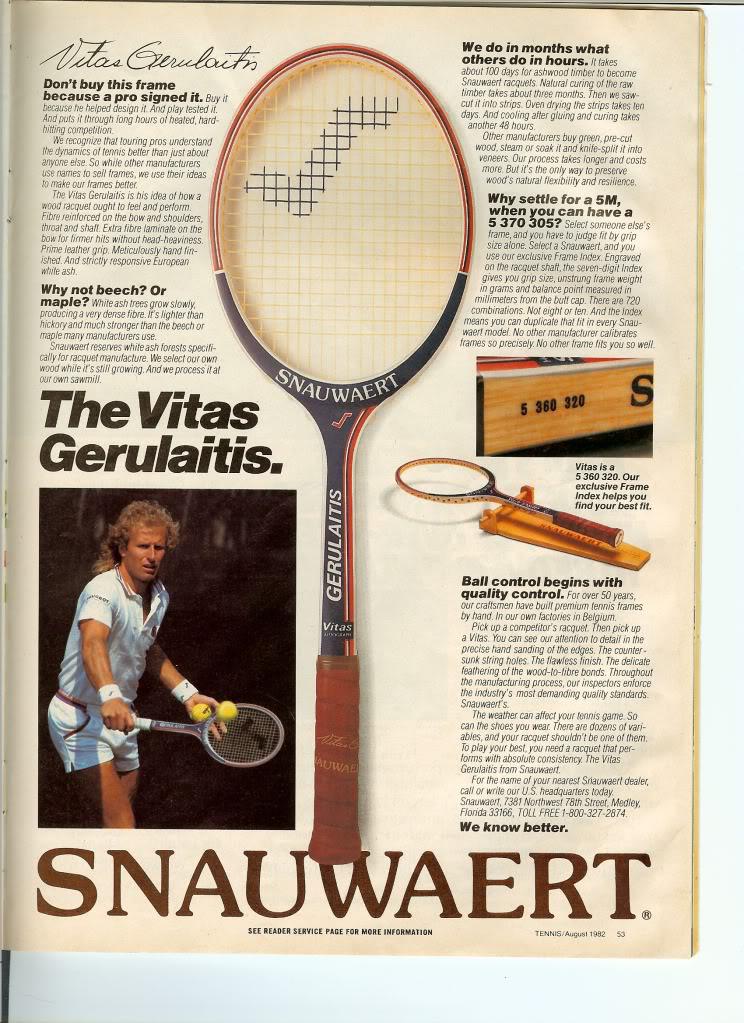 Vitas Gerulaitis
Don't buy this frame
because a pro signed it. Buy it
because he helped design it. And play tested it.
And puts it through long hours of heated, hard-
hitting competition.
We recognize that touring pros understand
the dynamics of tennis better than just about
anyone else. So while other manufacturers
use names to sell frames, we use their ideas
to make our frames better.
The Vitas Gerulaitis is his idea of how a
wood racquet ought to feel and perform.
Fibre reinforced on the bow and shoulders,
throat and shaft. Extra fibre laminate on the
bow for firmer hits without head-heaviness.
Prime leather grip. Meticulously hand fin-
ished. And strictly responsive European
white ash.
Why not beech? Or
maple? White ash trees grow slowly,
producing a very dense fibre. It's lighter than
hickory and much stronger than the beech or
maple many manufacturers use.
Snauwaert reserves white ash forests specifi-
cally for racquet manufacture. We select our own
wood while it's still growing. And we process it at
our own sawmill.
The Vitas
Gerulaitis.
PEUGEOT
SNAUWAERT
GERULAITIS
Vitas
AUTOGRAPH
Vitas G
AUWAE
We do in months what
others do in hours. It takes
about 100 days for ashwood timber to become
Snauwaert racquets. Natural curing of the raw
timber takes about three months. Then we saw-
cut it into strips. Oven drying the strips takes ten
days. And cooling after gluing and curing takes
another 48 hours.
Other manufacturers buy green, pre-cut
wood, steam or soak it and knife-split it into
veneers. Our process takes longer and costs
more. But it's the only way to preserve
wood's natural flexibility and resilience.
Why settle for a 5M,
when you can have a
5 370 305? Select someone else's
frame, and you have to judge fit by grip
size alone. Select a Snauwaert, and you
use our exclusive Frame Index. Engraved
on the racquet shaft, the seven-digit Index
gives you grip size, unstrung frame weight
in grams and balance point measured in
millimeters from the butt cap. There are 720
combinations. Not eight or ten. And the Index
means you can duplicate that fit in every Snau-
waert model. No other manufacturer calibrates
frames so precisely. No other frame fits you so well.
5 360 320
S
Vitas is a
5 360 320. Our
exclusive Frame
Index helps you
find your best fit.
SNAUWAERT
Ball control begins with
quality control. For over 50 years,
our craftsmen have built premium tennis frames
by hand. In our own factories in Belgium.
Pick up a competitor's racquet. Then pick up
a Vitas. You can see our attention to detail in the
precise hand sanding of the edges. The counter-
sunk string holes. The flawless finish. The delicate
feathering of the wood-to-fibre bonds. Throughout
the manufacturing process, our inspectors enforce
the industry's most demanding quality standards.
Snauwaert's.
The weather can affect your tennis game. So
can the shoes you wear. There are dozens of vari-
ables, and your racquet shouldn't be one of them.
To play your best, you need a racquet that per-
forms with absolute consistency. The Vitas
Gerulaitis from Snauwaert.
For the name of your nearest Snauwaert dealer,
call or write our U.S. headquarters today.
Snauwaert, 7381 Northwest 78th Street, Medley,
Florida 33166, TOLL FREE 1-800-327-2874.
We know better.
SNAUWAERT®
SEE READER SERVICE PAGE FOR MORE INFORMATION
TENNIS/August 1982 53